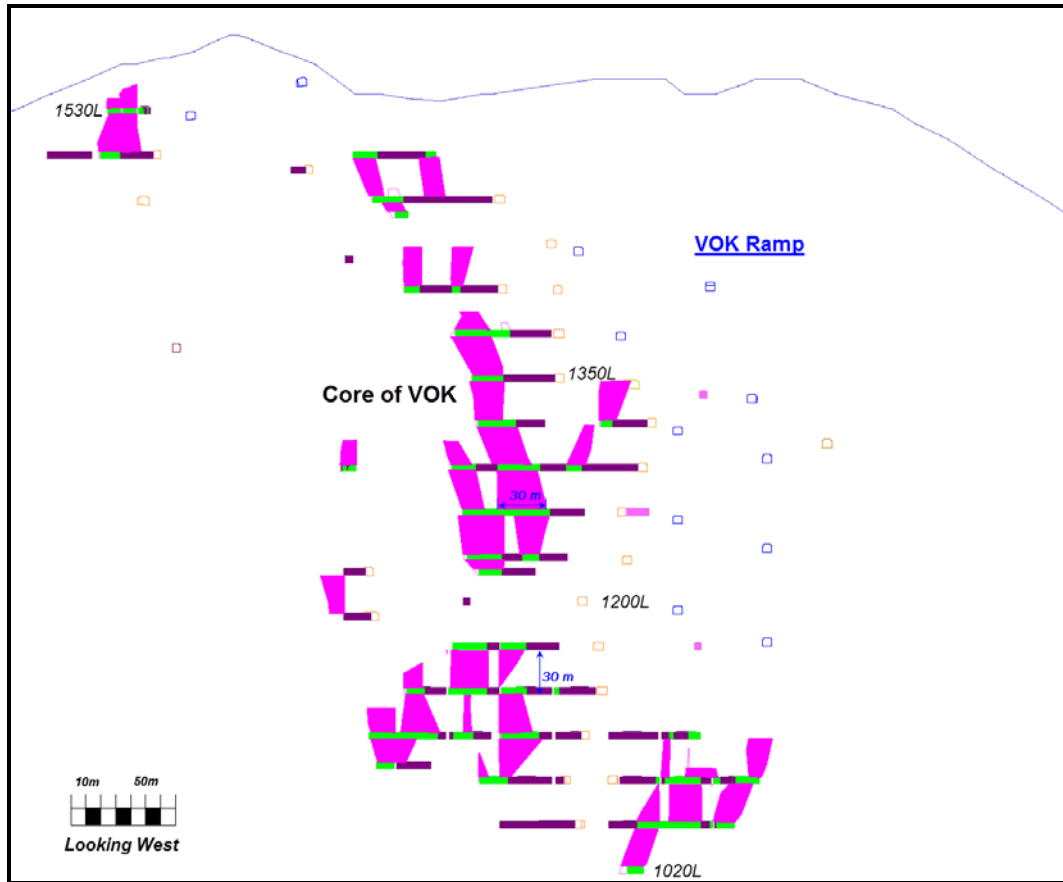 1530L
VOK Ramp
1350L
Core of VOK
30 m
1200L
30 m
10m 50m
Looking West
1020L